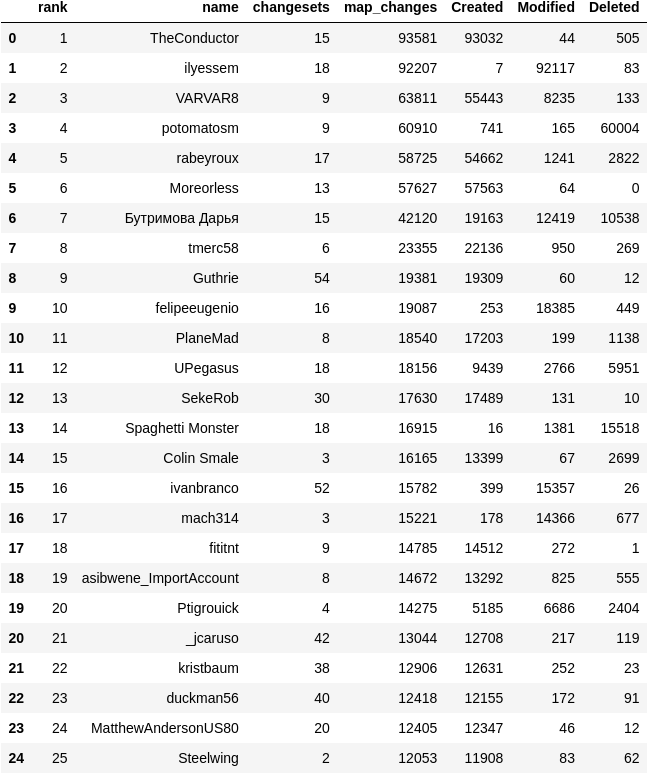 rank name changesets map_changes Created Modified Deleted
0 1 TheConductor 15 93581 93032 44 505
1 2 ilyessem 18 92207 7 92117 83
2 3 VARVAR8 9 63811 55443 8235 133
3 4 potomatosm 9 60910 741 165 60004
4 5 rabeyroux 17 58725 54662 1241 2822
5 6 Moreorless 13 57627 57563 64 0
6 7 Бутримова Дарья 15 42120 19163 12419 10538
7 8 tmerc58 6 23355 22136 950 269
8 9 Guthrie 54 19381 19309 60 12
9 10 felipeeugenio 16 19087 253 18385 449
10 11 PlaneMad 8 18540 17203 199 1138
11 12 UPegasus 18 18156 9439 2766 5951
12 13 SekeRob 30 17630 17489 131 10
13 14 Spaghetti Monster 18 16915 16 1381 15518
14 15 Colin Smale 3 16165 13399 67 2699
15 16 ivanbranco 52 15782 399 15357 26
16 17 mach314 3 15221 178 14366 677
17 18 fititnt 9 14785 14512 272 1
18 19 asibwene_ImportAccount 8 14672 13292 825 555
19 20 Ptigrouick 4 14275 5185 6686 2404
20 21 _jcaruso 42 13044 12708 217 119
21 22 kristbaum 38 12906 12631 252 23
22 23 duckman56 40 12418 12155 172 91
23 24 MatthewAndersonUS80 20 12405 12347 46 12
24 25 Steelwing 2 12053 11908 83 62